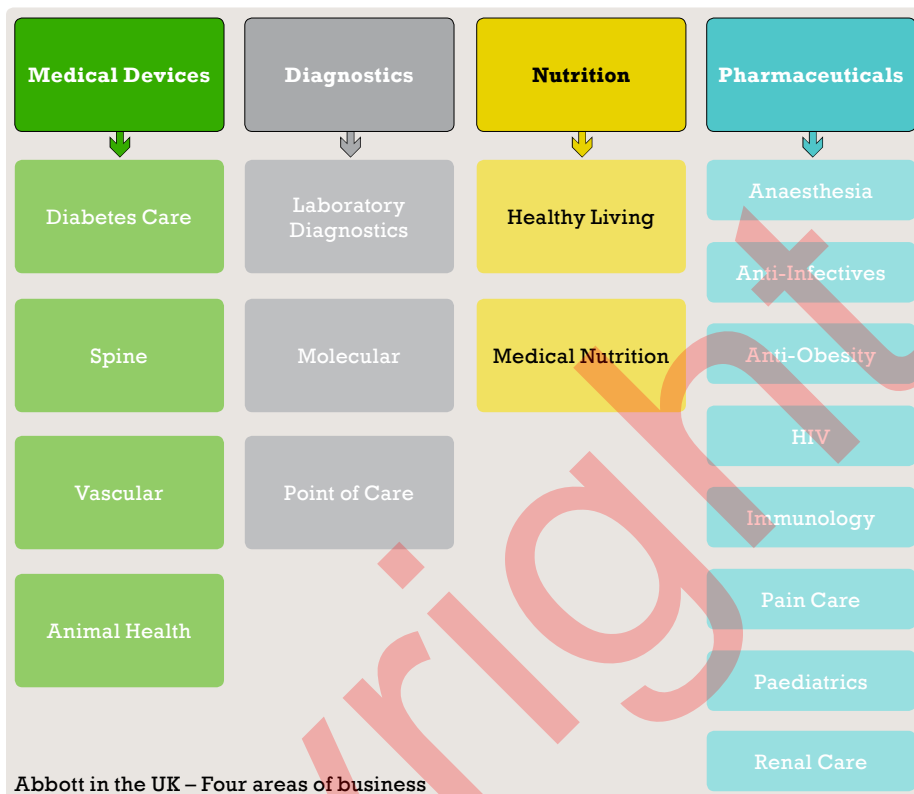 Medical Devices
Diabetes Care
Spine
Vascular
Animal Health
Diagnostics
Laboratory
Diagnostics
Molecular
Point of Care
Nutrition
Healthy Living
Medical Nutrition
Pharmaceuticals
Anaesthesia
Anti-Infectives
Anti-Obesity
HIV
Immunology
Pain Care
Paediatrics
Renal Care
Abbott in the UK – Four areas of business
yright